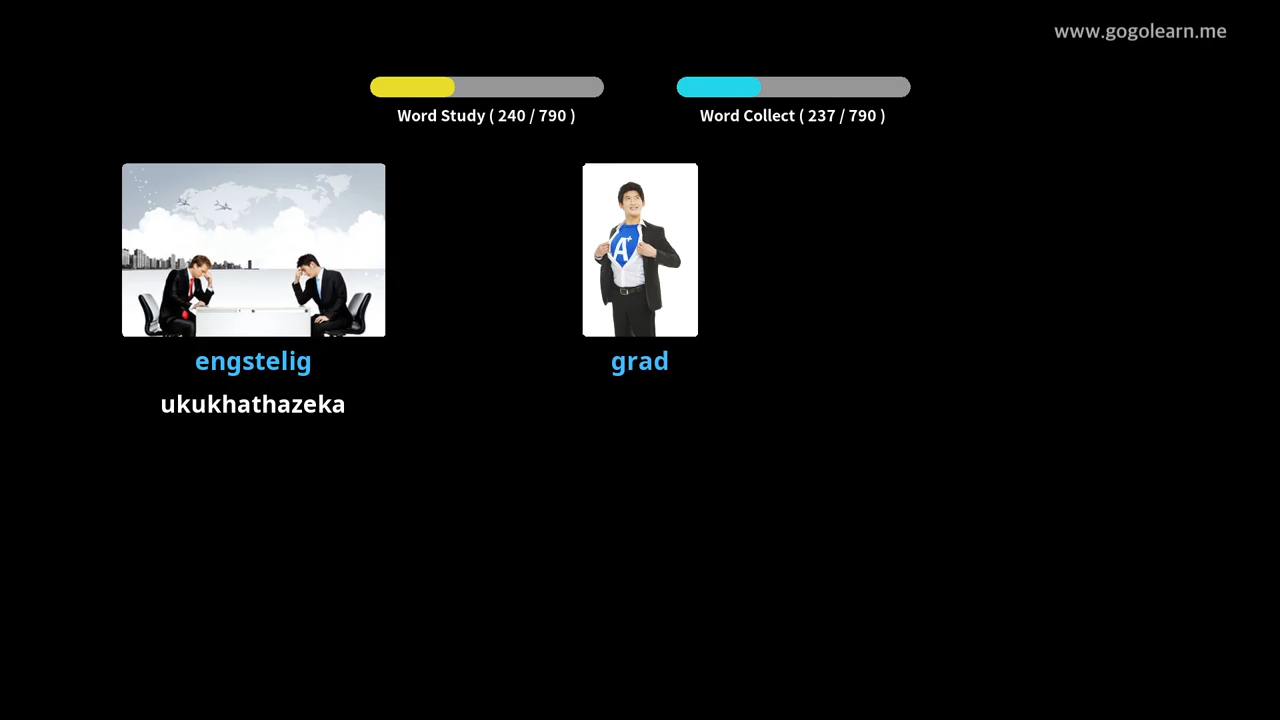 www.gogolearn.me
Word Study ( 240 / 790 )
Word Collect ( 237 / 790 )
A+
engstelig
grad
ukukhathazeka